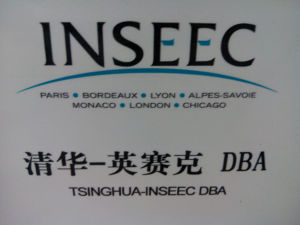 INSEEC
PARIS • BORDEAUX • LYON • ALPES-SAVOIE
MONACO • LONDON • CHICAGO
清华-英赛克 DBA
TSINGHUA-INSEEC DBA